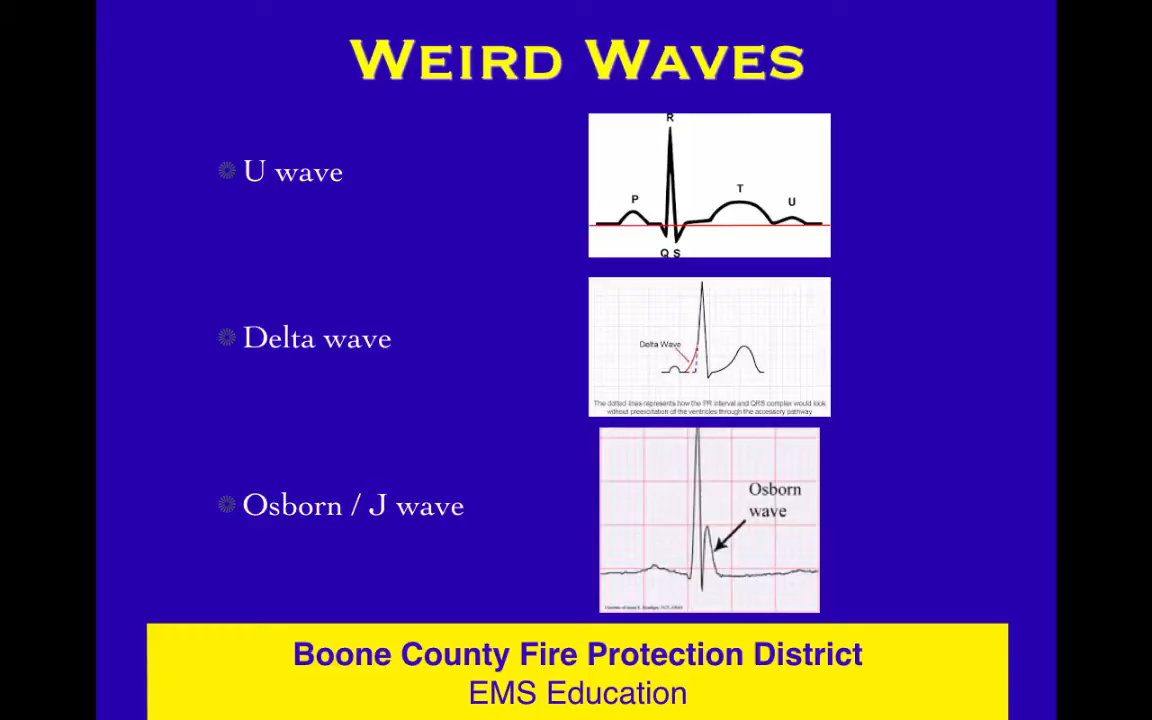 WEIRD WAVES
U wave
R
P
T
U
Q S
Delta wave
Delta Wave
The dotted lines represents how the PR interval and QRS complex would look
without preexcitation of the ventricles through the accessory pathway
Osborn / J wave
Osborn
wave
Boone County Fire Protection District
EMS Education